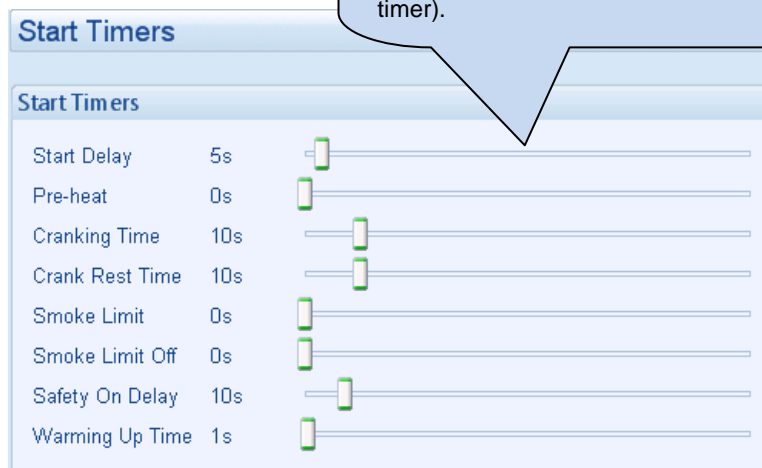 timer).
Start Timers
Start Timers
Start Delay 5s
Pre-heat 0s
Cranking Time 10s
Crank Rest Time 10s
Smoke Limit 0s
Smoke Limit Off 0s
Safety On Delay 10s
Warming Up Time 1s